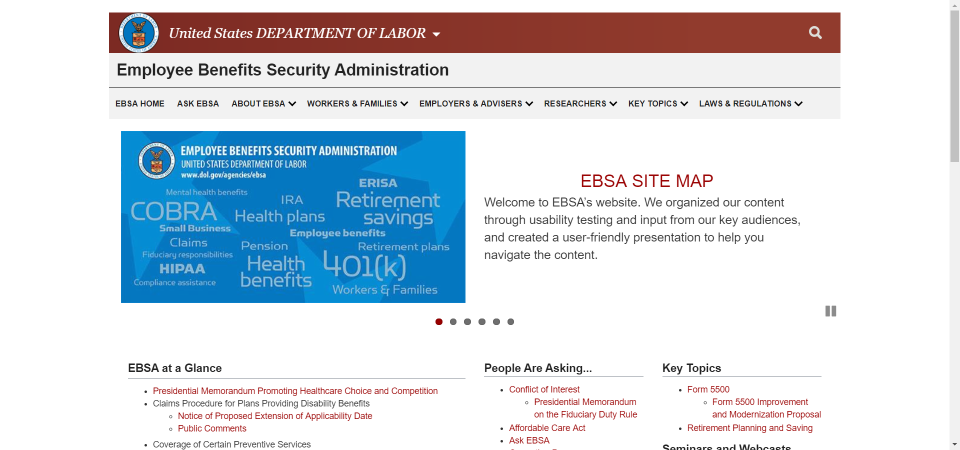 United States DEPARTMENT OF LABOR
Employee Benefits Security Administration
EBSA HOME ASK EBSA ABOUT EBSA WORKERS & FAMILIES EMPLOYERS & ADVISERS RESEARCHERS KEY TOPICS LAWS & REGULATIONS
EMPLOYEE BENEFITS SECURITY ADMINISTRATION
UNITED STATES DEPARTMENT OF LABOR
www.dol.gov/agencies/ebsa
ERISA
Mental health benefits
IRA
Retirement savings
COBRA
Health plans
Small Business
Employee benefits
Claims
Pension
Retirement plans
Fiduciary responsibilities
Health benefits
401(k)
HIPAA
Compliance assistance
Workers & Families
EBSA SITE MAP
Welcome to EBSA's website. We organized our content
through usability testing and input from our key audiences,
and created a user-friendly presentation to help you
navigate the content.
EBSA at a Glance
Presidential Memorandum Promoting Healthcare Choice and Competition
Claims Procedure for Plans Providing Disability Benefits
Notice of Proposed Extension of Applicability Date
Public Comments
Coverage of Certain Preventive Services
People Are Asking...
Conflict of Interest
Presidential Memorandum
on the Fiduciary Duty Rule
Affordable Care Act
Ask EBSA
Key Topics
Form 5500
Form 5500 Improvement
and Modernization Proposal
Retirement Planning and Saving
Seminars and Webcasts